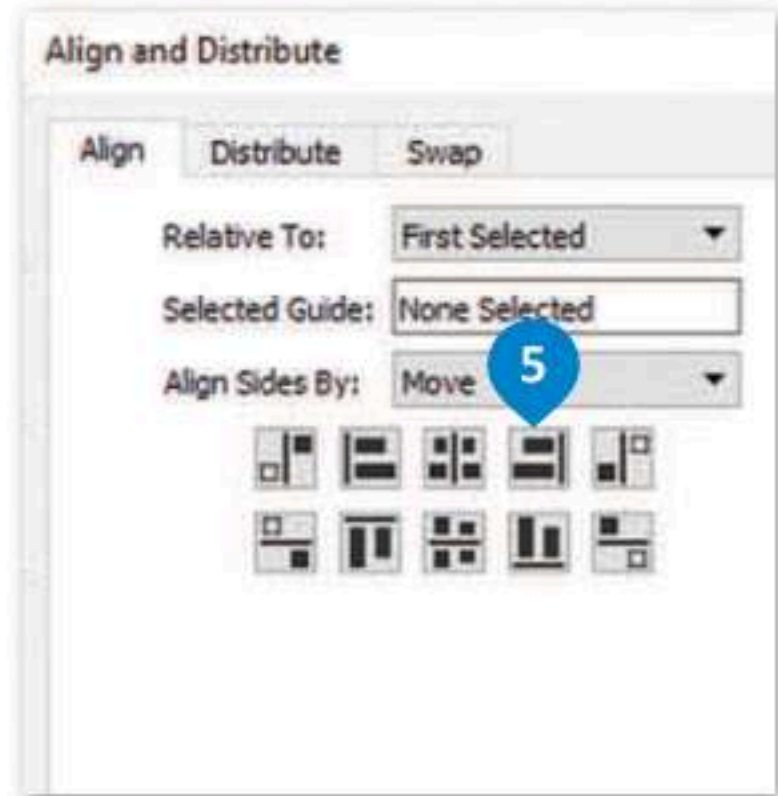 Align and Distribute
Align Distribute Swap
Relative To: First Selected
Selected Guide: None Selected
Align Sides By: Move
5